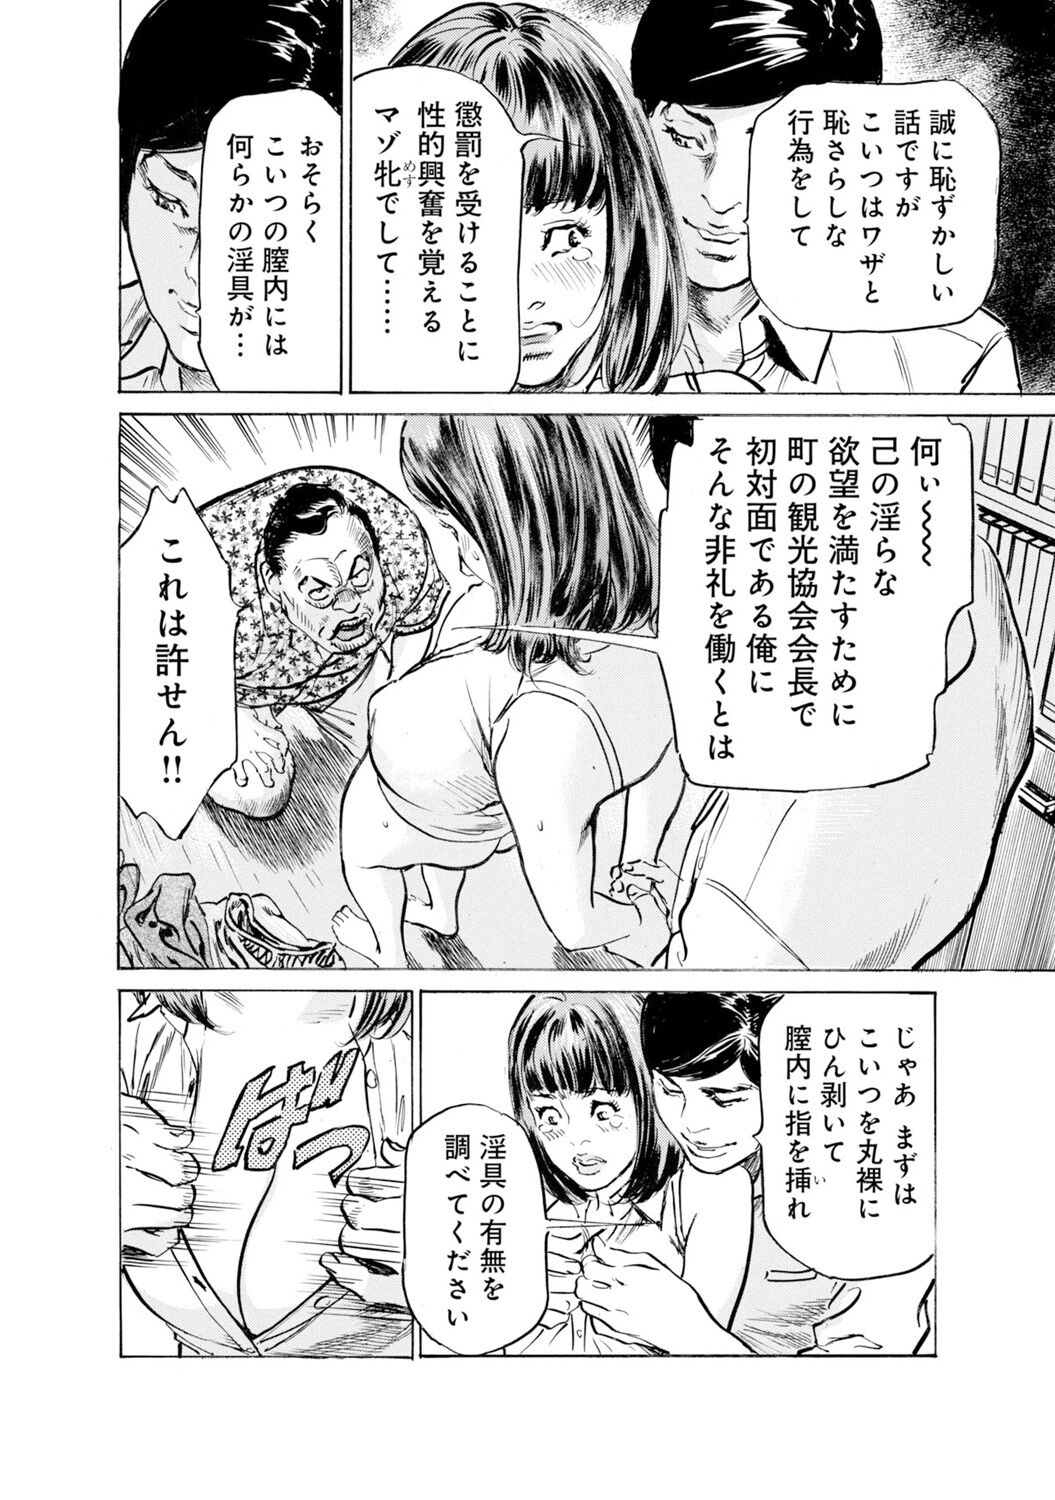 誠に恥ずかしい
話ですが
こいつはワザと
恥さらしな
行為をして
懲罰を受けることに
性的興奮を覚える
マゾ牝でして……
めす
おそらく
こいつの膣内には
何らかの淫具が…
何ぃ～～～
己の淫らな
欲望を満たすために
町の観光協会会長で
初対面である俺に
そんな非礼を働くとは
これは許せん!!
じゃあ まずは
こいつを丸裸に
ひん剥いて
膣内に指を挿れ
い
淫具の有無を
調べてください
ばっ